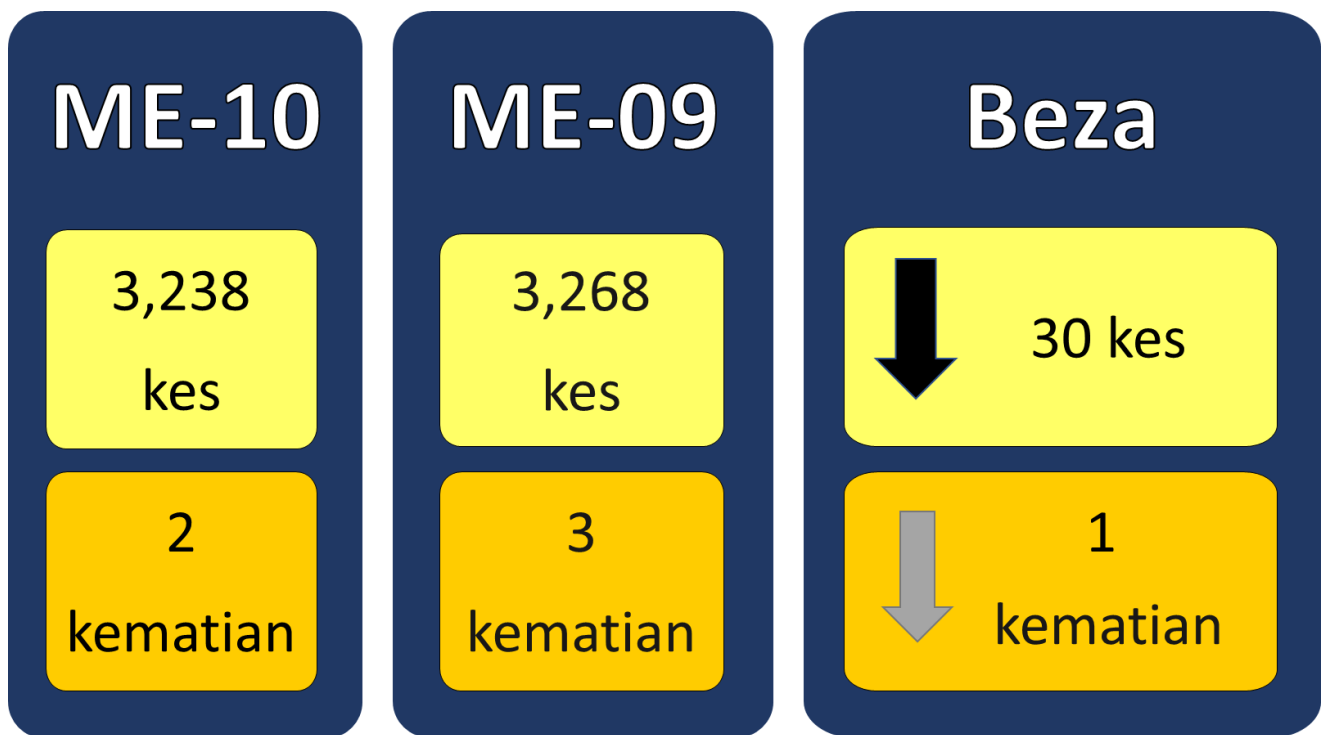 ME-10
3,238
kes
2
kematian
ME-09
3,268
kes
3
kematian
Beza
30 kes
1
kematian